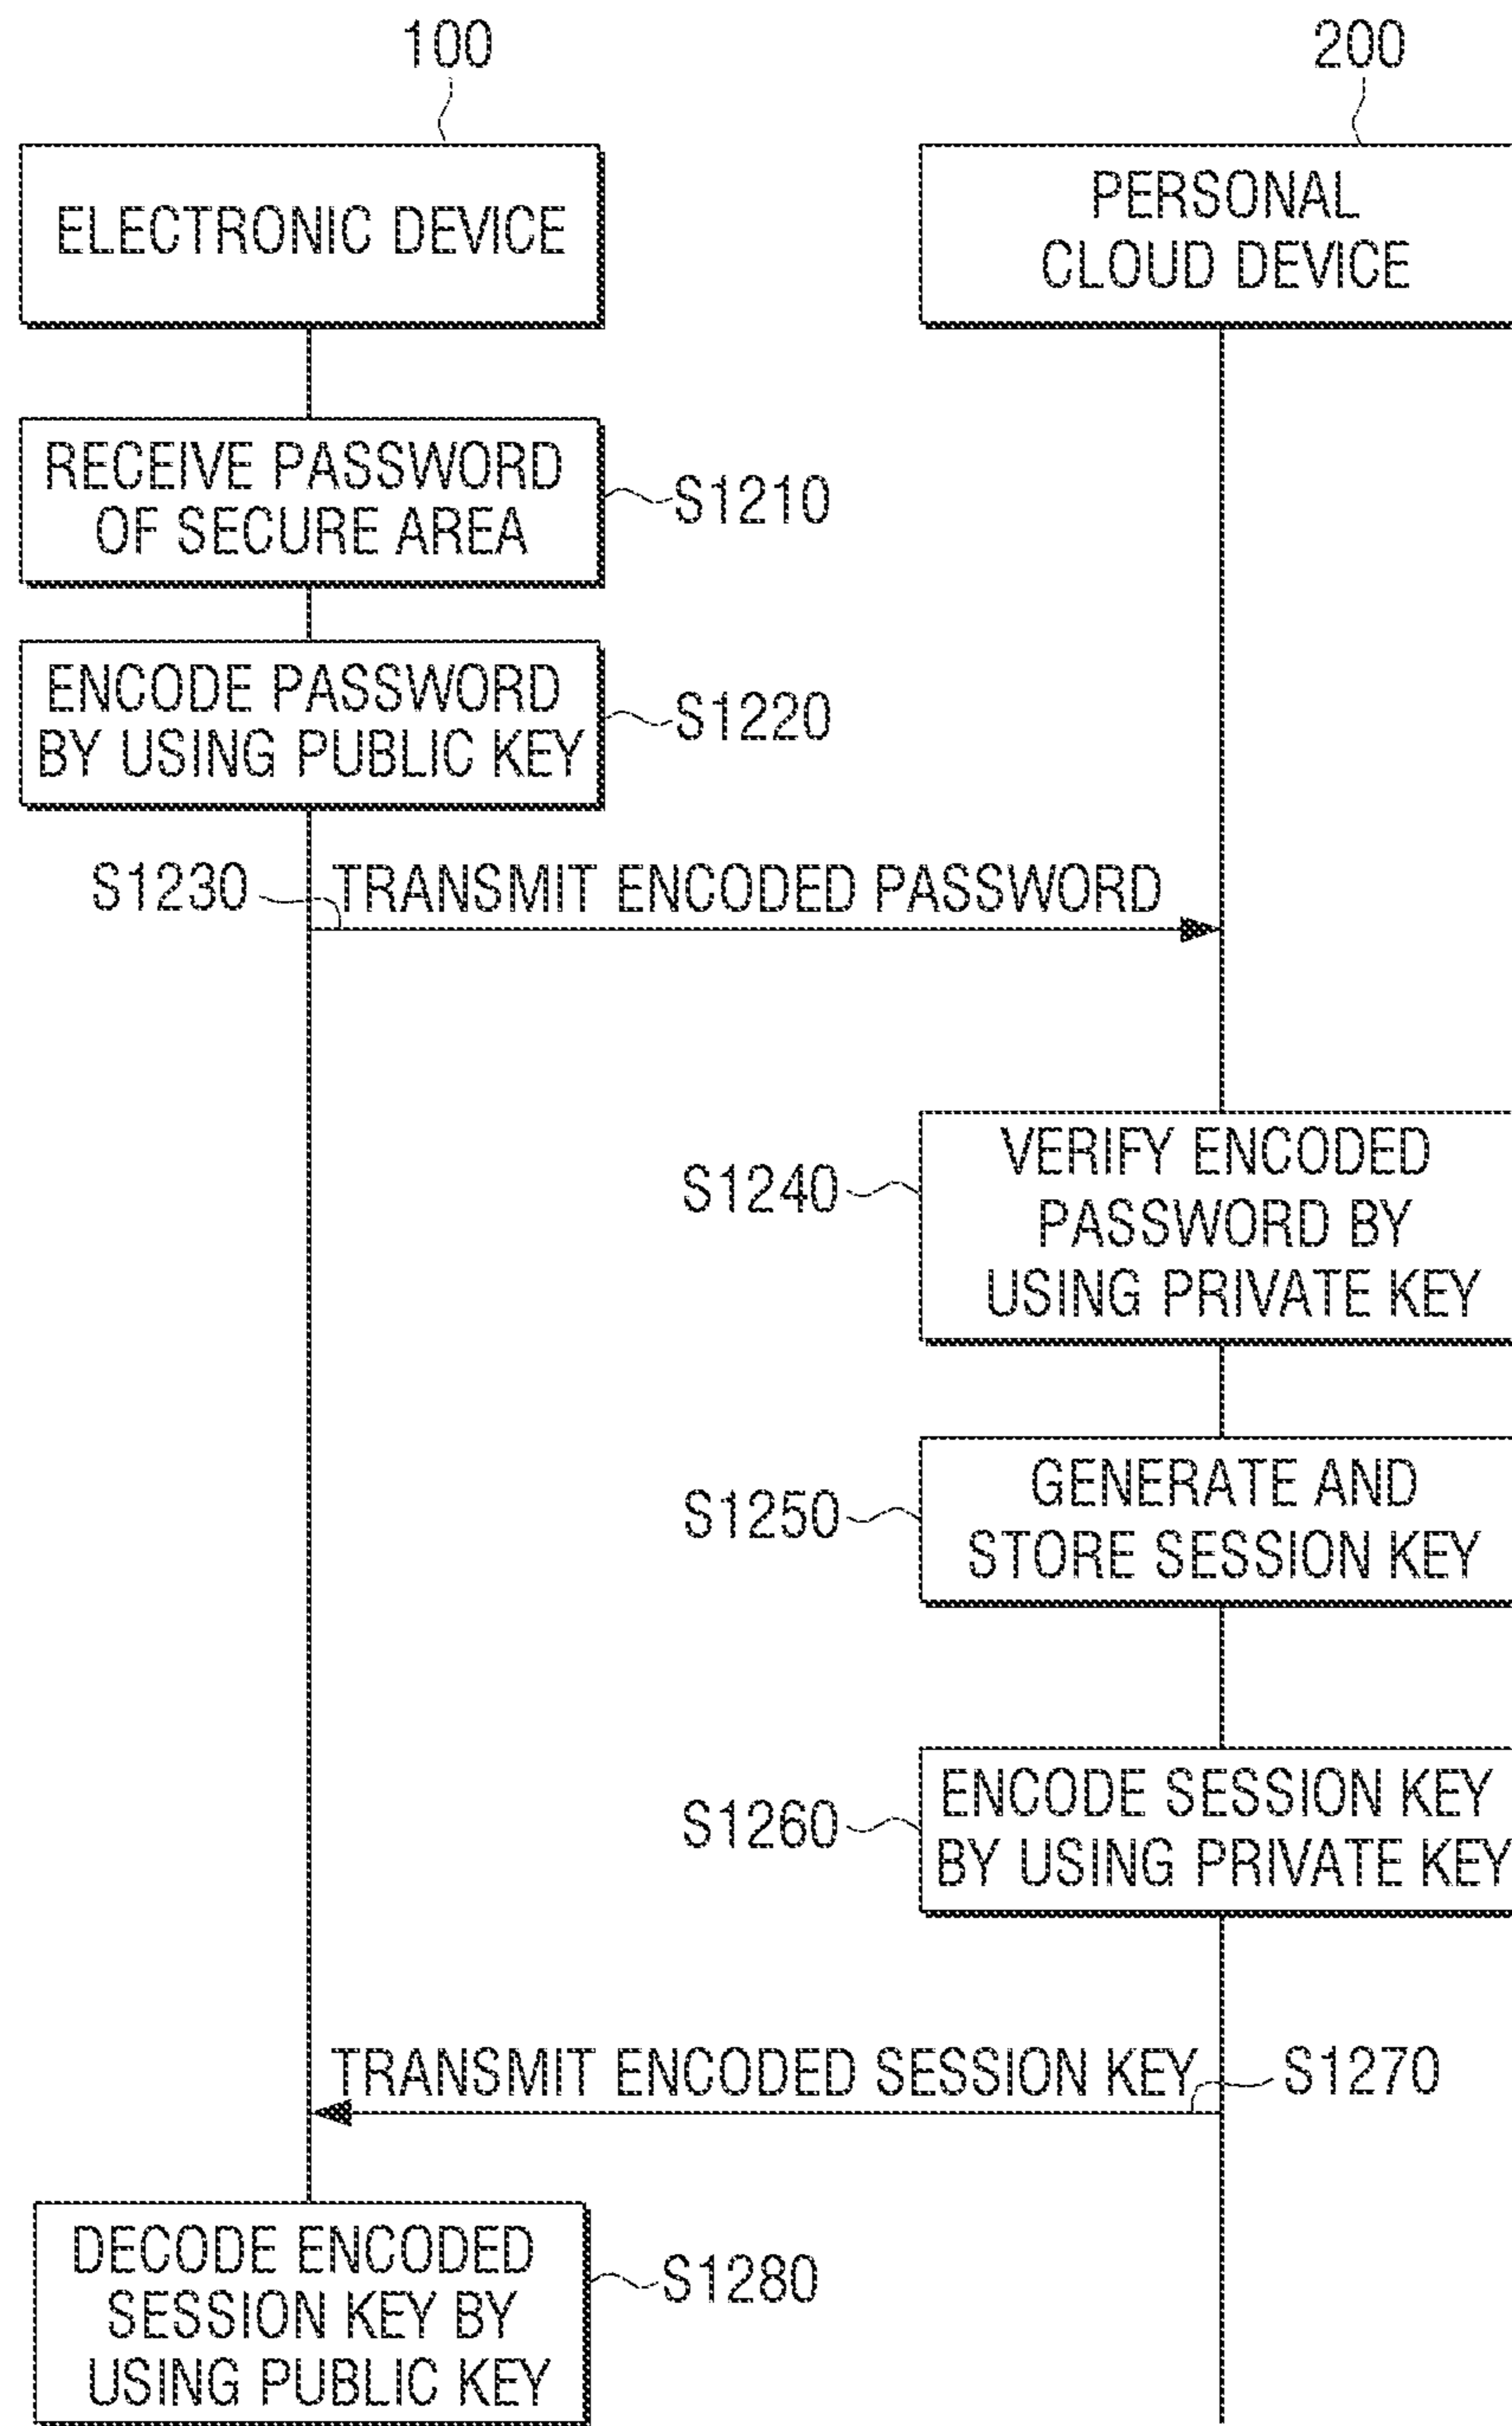 100
200
ELECTRONIC DEVICE
PERSONAL
CLOUD DEVICE
RECEIVE PASSWORD
OF SECURE AREA
S1210
ENCODE PASSWORD
BY USING PUBLIC KEY
S1220
S1230
TRANSMIT ENCODED PASSWORD
S1240
VERIFY ENCODED
PASSWORD BY
USING PRIVATE KEY
S1250
GENERATE AND
STORE SESSION KEY
S1260
ENCODE SESSION KEY
BY USING PRIVATE KEY
TRANSMIT ENCODED SESSION KEY
S1270
DECODE ENCODED
SESSION KEY BY
USING PUBLIC KEY
S1280